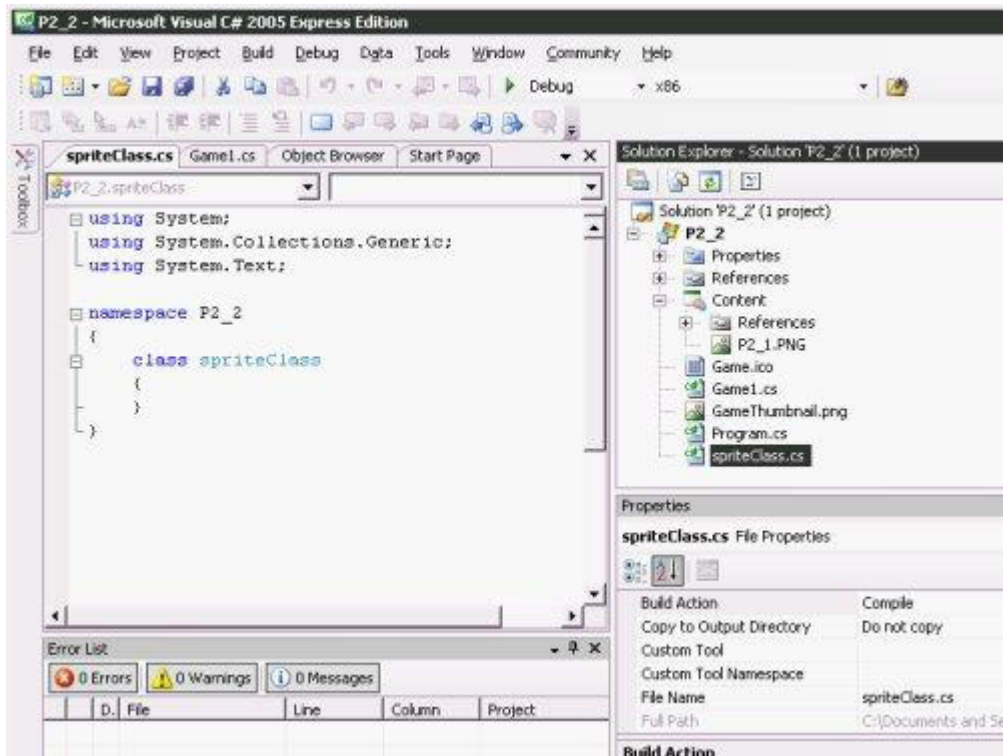 P2_2 - Microsoft Visual C# 2005 Express Edition
File Edit View Project Build Debug Data Tools Window Community Help
Debug x86
Toolbox
spriteClass.cs Game1.cs Object Browser Start Page
P2_2.spriteClass
using System;
using System.Collections.Generic;
using System.Text;
namespace P2_2
{
class spriteClass
{
}
}
Error List
0 Errors 0 Warnings 0 Messages
D. File Line Column Project
Solution Explorer - Solution 'P2_2' (1 project)
Solution 'P2_2' (1 project)
P2_2
Properties
References
Content
References
P2_1.PNG
Game.ico
Game1.cs
GameThumbnail.png
Program.cs
spriteClass.cs
Properties
spriteClass.cs File Properties
Build Action Compile
Copy to Output Directory Do not copy
Custom Tool
Custom Tool Namespace
File Name spriteClass.cs
Full Path C:\Documents and Se
Build Action